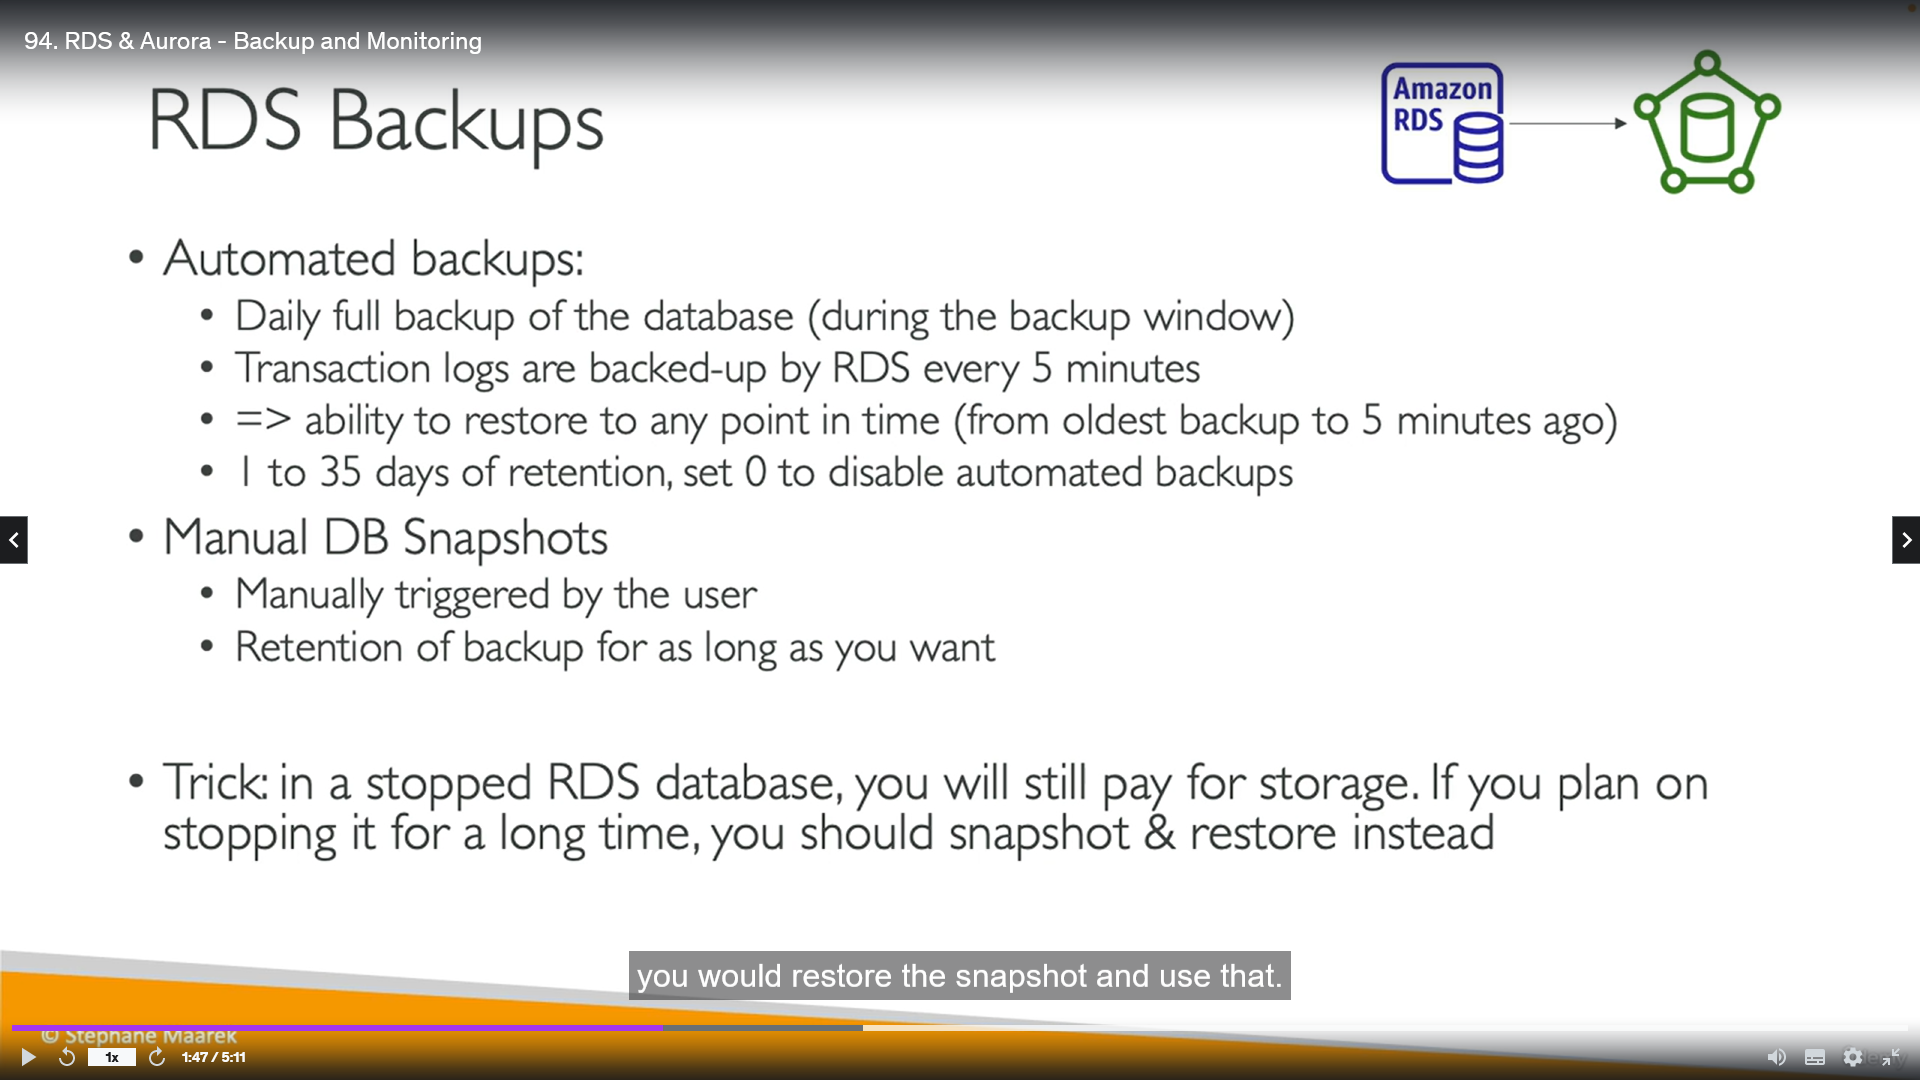 94. RDS & Aurora - Backup and Monitoring
RDS Backups
Amazon
RDS
• Automated backups:
• Daily full backup of the database (during the backup window)
• Transaction logs are backed-up by RDS every 5 minutes
• => ability to restore to any point in time (from oldest backup to 5 minutes ago)
• 1 to 35 days of retention, set 0 to disable automated backups
• Manual DB Snapshots
• Manually triggered by the user
• Retention of backup for as long as you want
• Trick: in a stopped RDS database, you will still pay for storage. If you plan on
stopping it for a long time, you should snapshot & restore instead
you would restore the snapshot and use that.
© Stephane Maarek
1x
1:47 / 5:11